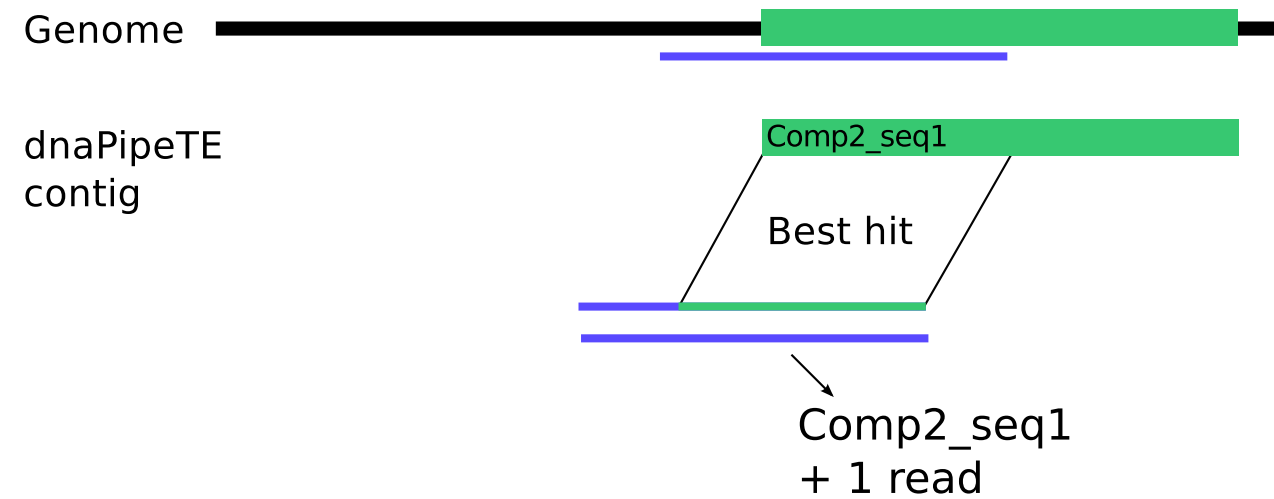 Genome
dnaPipeTE
contig
Comp2_seq1
Best hit
Comp2_seq1
+ 1 read